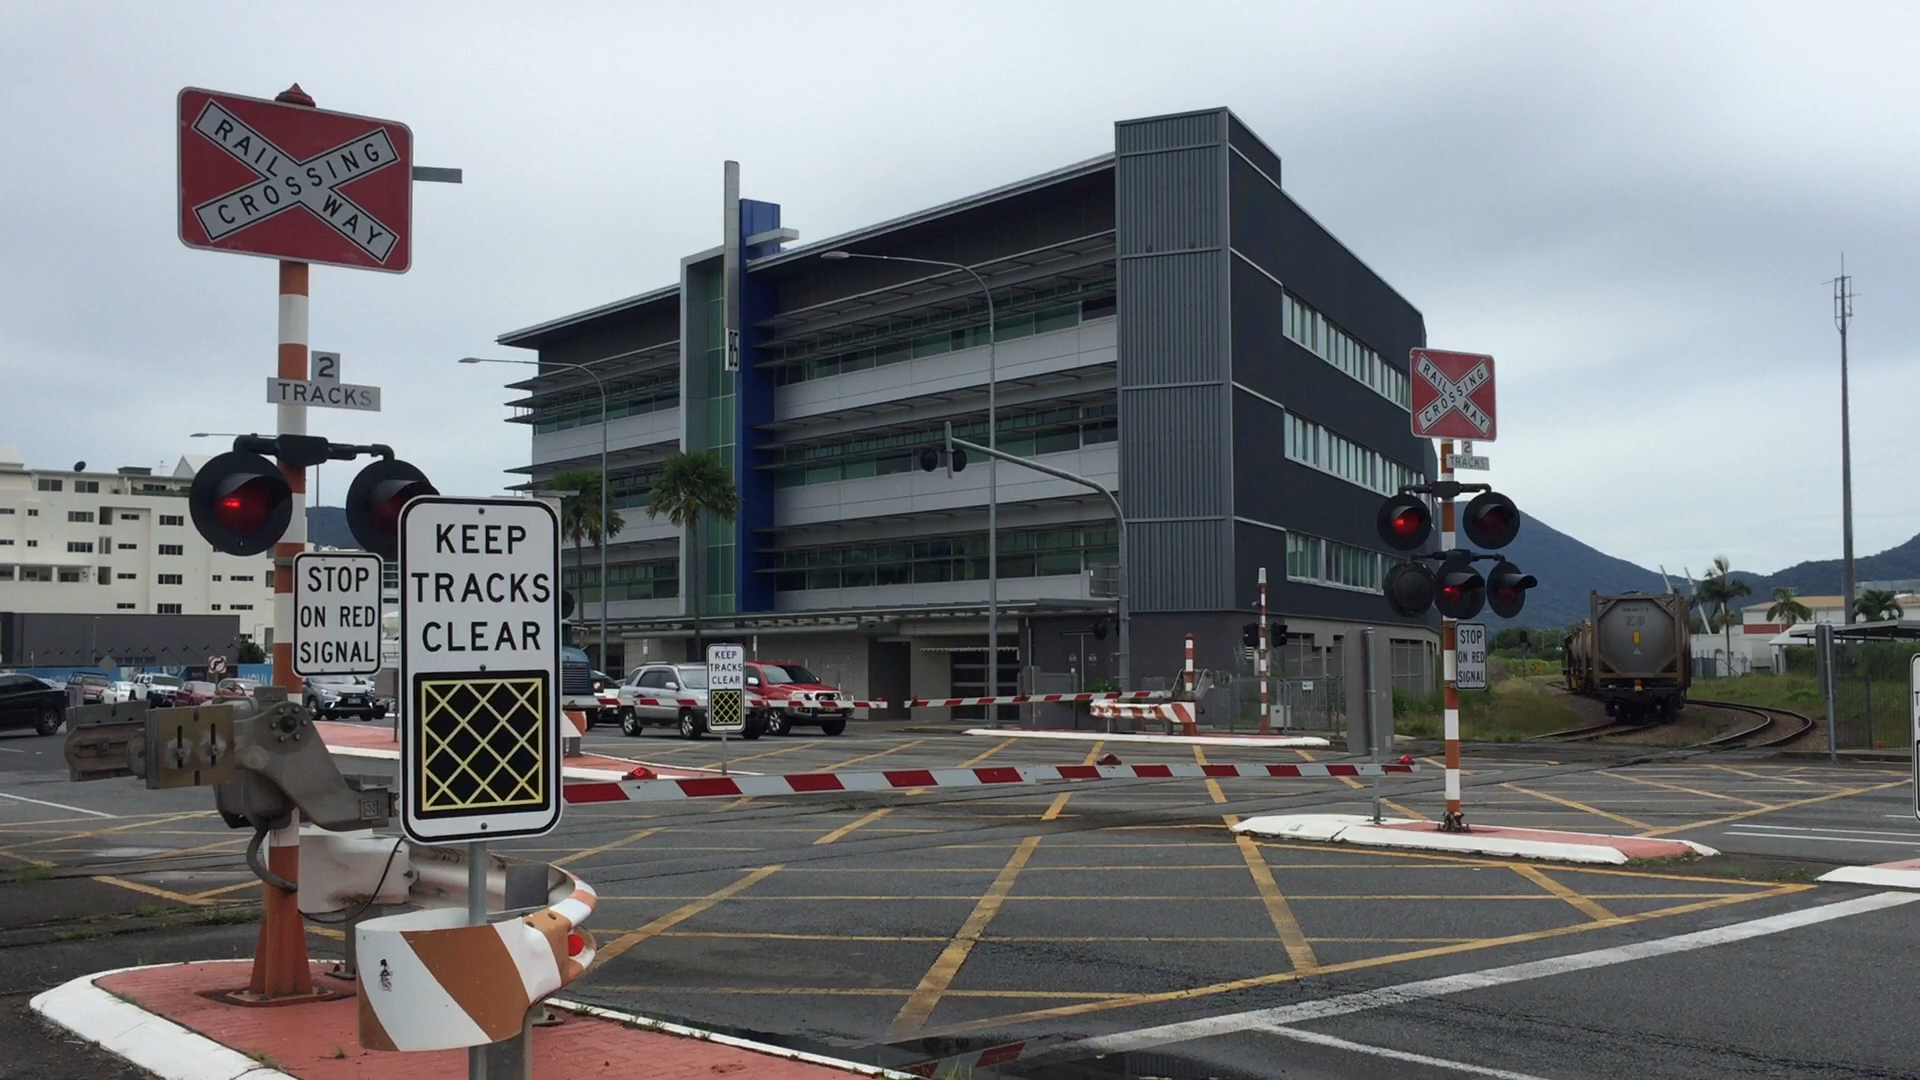 RAIL WAY
CROSSING
2
TRACKS
STOP
ON RED
SIGNAL
KEEP
TRACKS
CLEAR
85
KEEP
TRACKS
CLEAR
RAIL WAY
CROSSING
2
TRACKS
STOP
ON RED
SIGNAL